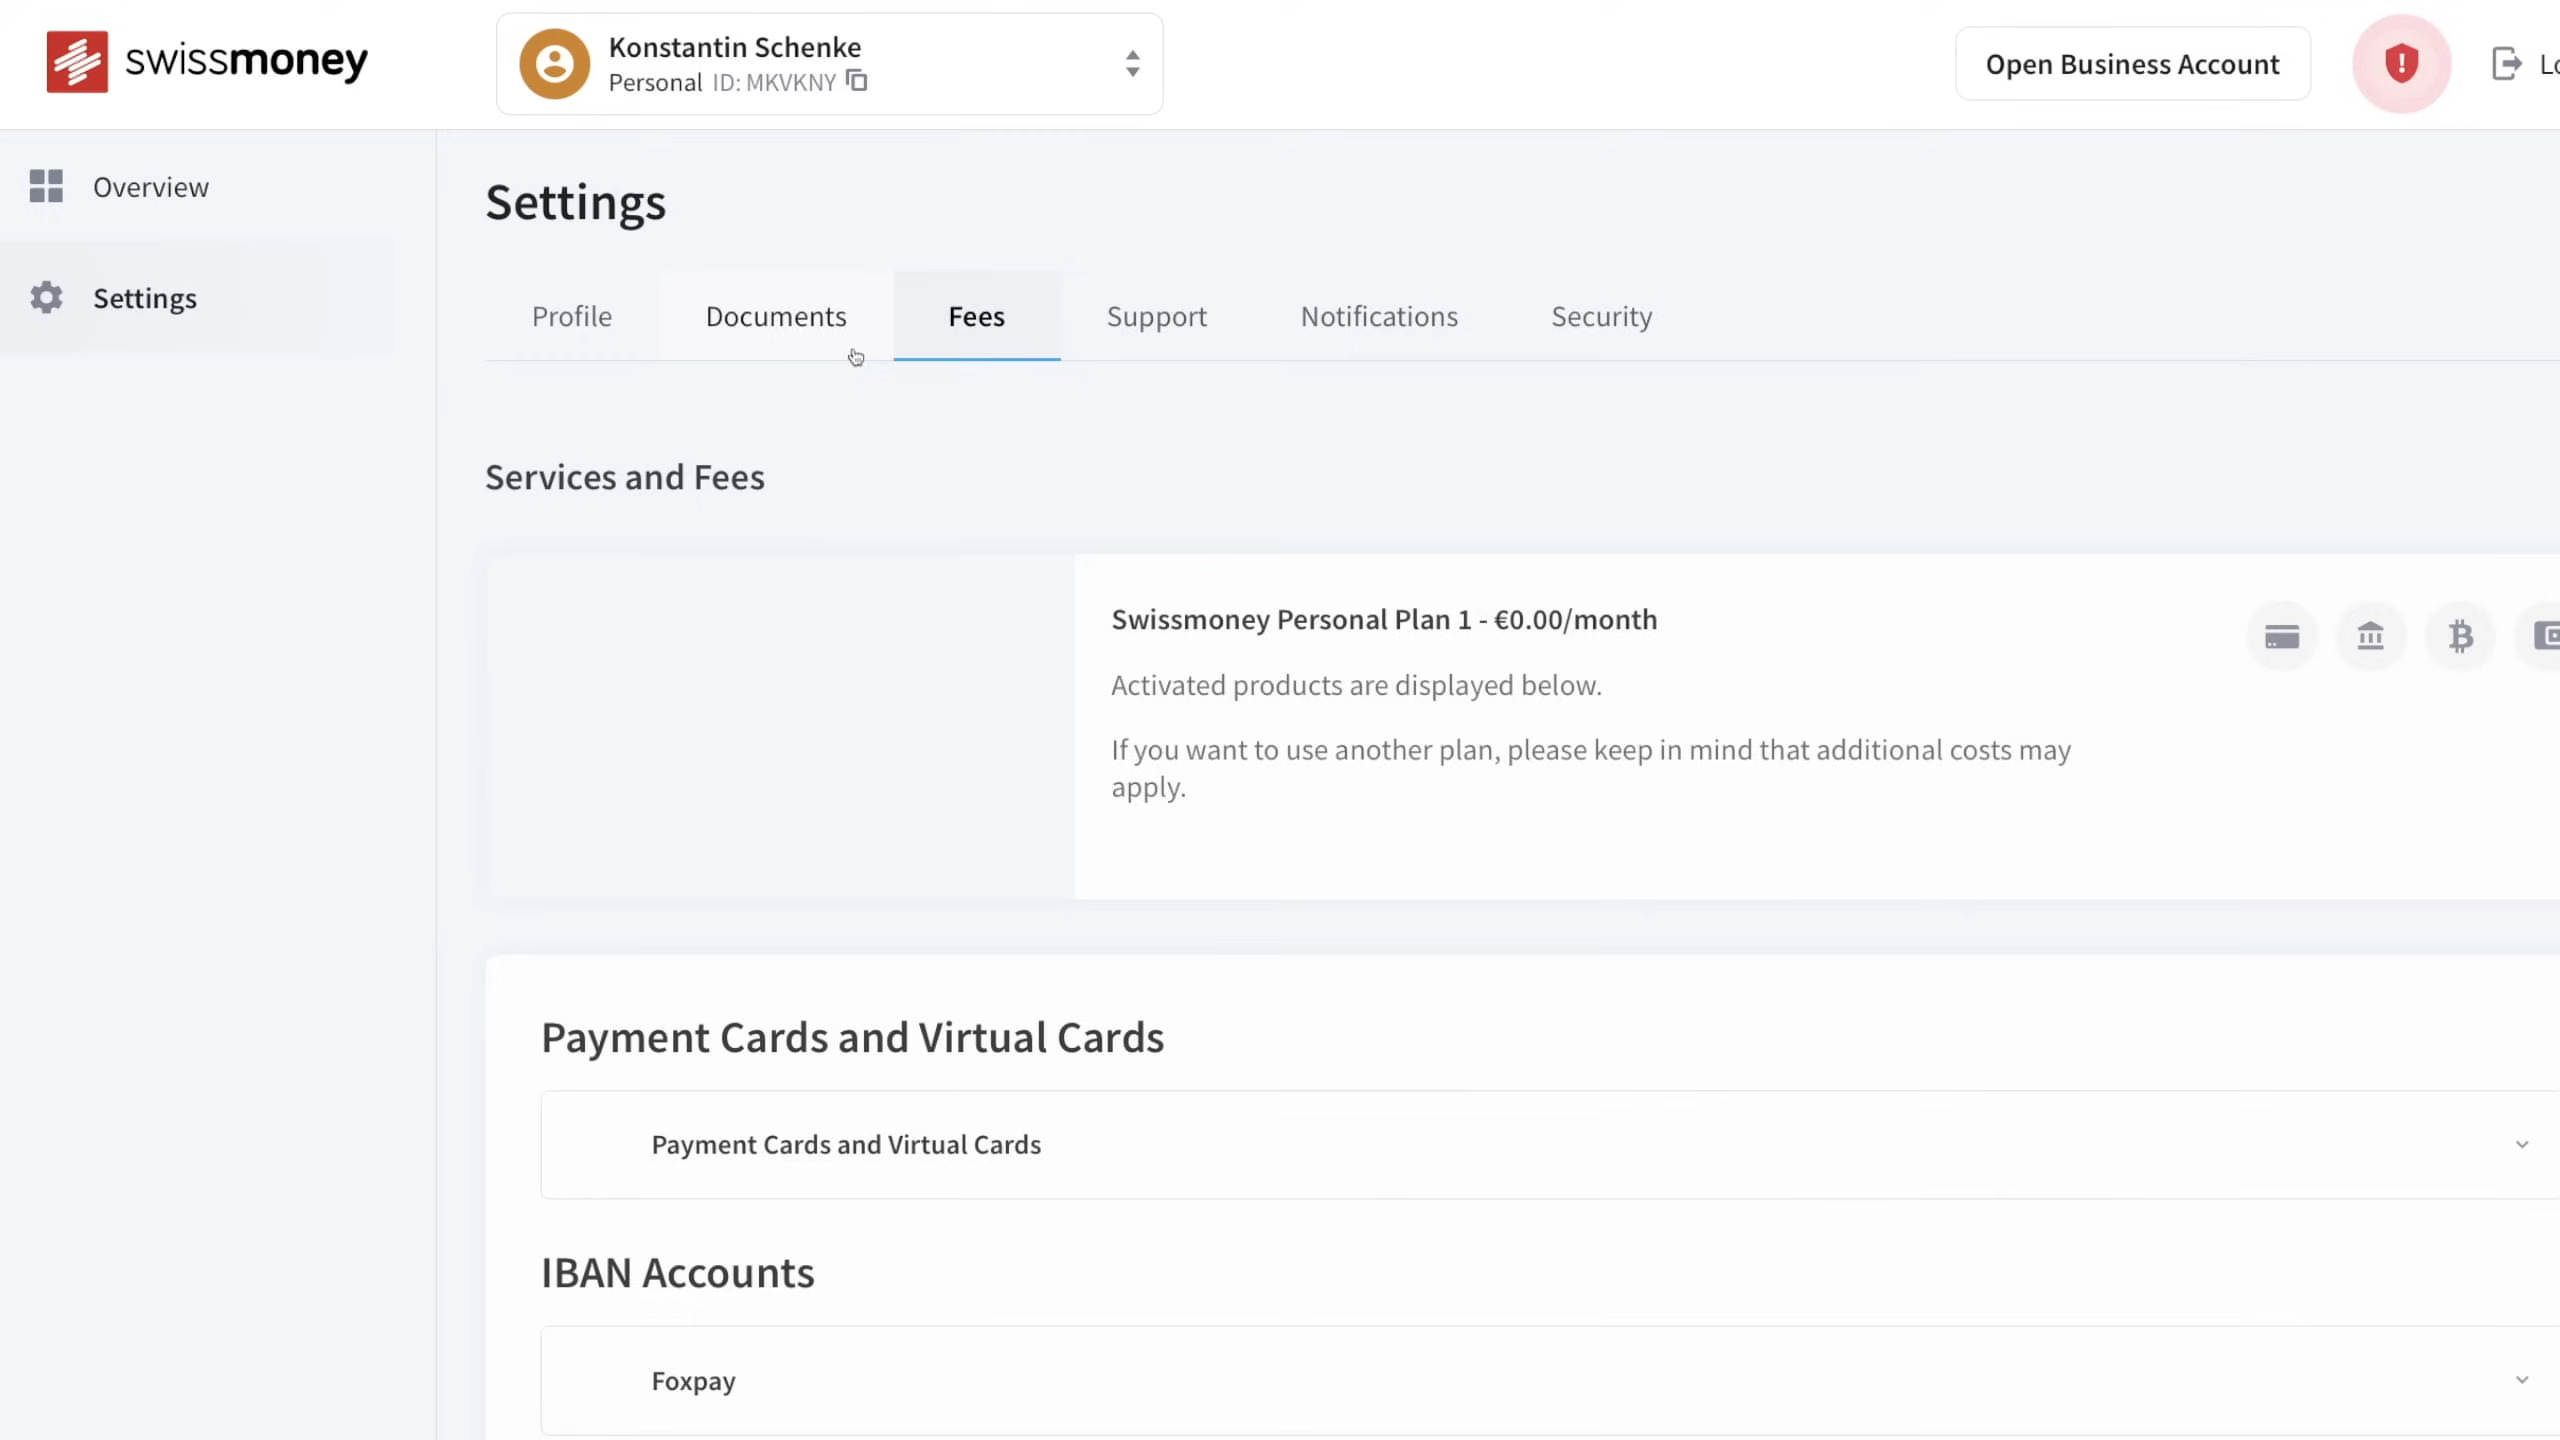 swissmoney
Konstantin Schenke
Personal ID: MKVKNY
Open Business Account
Overview
Settings
Settings
Profile
Documents
Fees
Support
Notifications
Security
Services and Fees
Swissmoney Personal Plan 1 - €0.00/month
Activated products are displayed below.
If you want to use another plan, please keep in mind that additional costs may
apply.
Payment Cards and Virtual Cards
Payment Cards and Virtual Cards
IBAN Accounts
Foxpay